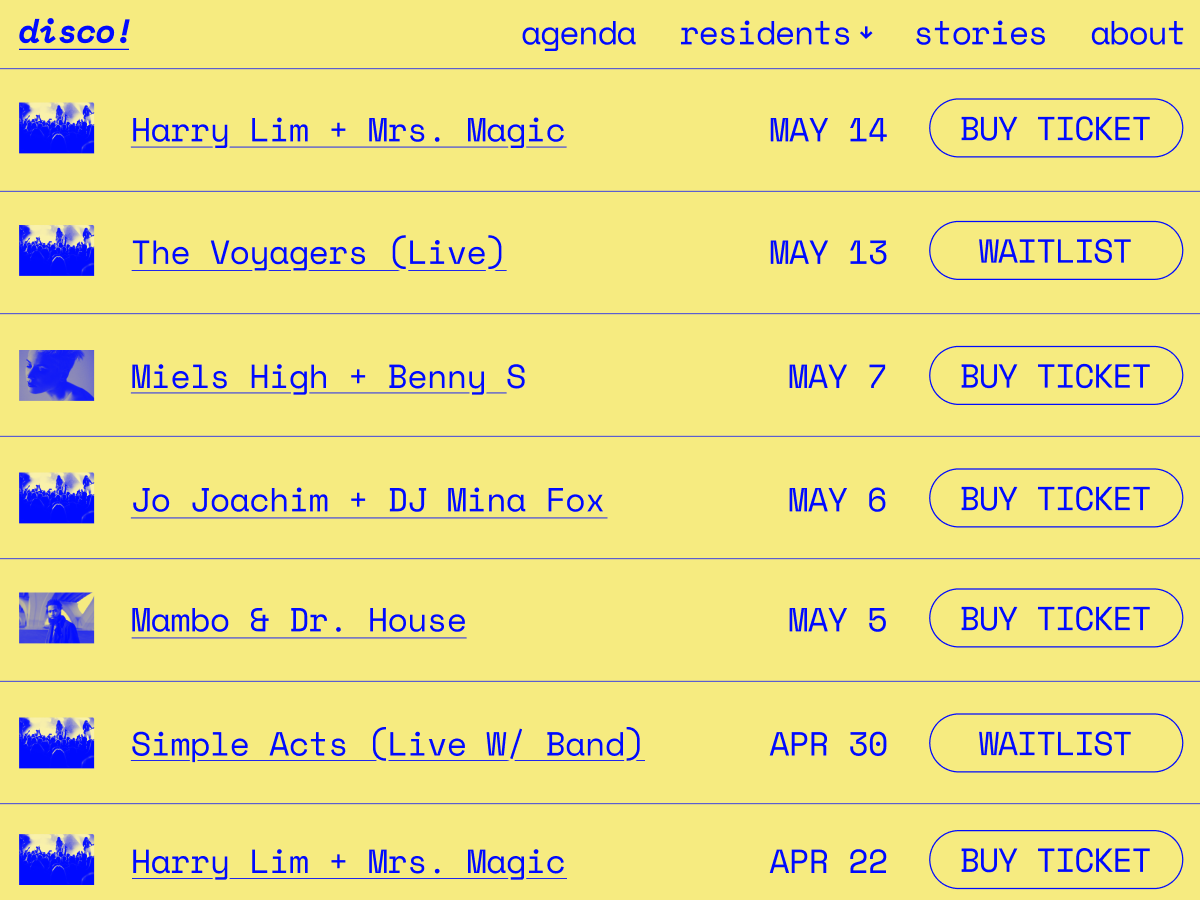 disco! agenda residents↓ stories about
Harry Lim + Mrs. Magic MAY 14 BUY TICKET
The Voyagers (Live) MAY 13 WAITLIST
Miels High + Benny S MAY 7 BUY TICKET
Jo Joachim + DJ Mina Fox MAY 6 BUY TICKET
Mambo & Dr. House MAY 5 BUY TICKET
Simple Acts (Live W/ Band) APR 30 WAITLIST
Harry Lim + Mrs. Magic APR 22 BUY TICKET